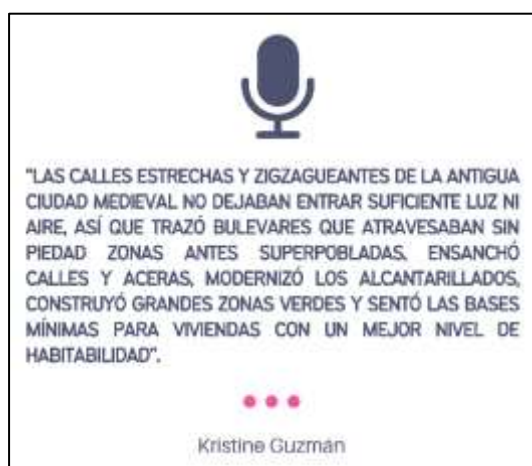 "LAS CALLES ESTRECHAS Y ZIGZAGUEANTES DE LA ANTIGUA
CIUDAD MEDIEVAL NO DEJABAN ENTRAR SUFICIENTE LUZ NI
AIRE, ASÍ QUE TRAZÓ BULEVARES QUE ATRAVESABAN SIN
PIEDAD ZONAS ANTES SUPERPOBLADAS, ENSANCHÓ
CALLES Y ACERAS, MODERNIZÓ LOS ALCANTARILLADOS,
CONSTRUYÓ GRANDES ZONAS VERDES Y SENTÓ LAS BASES
MÍNIMAS PARA VIVIENDAS CON UN MEJOR NIVEL DE
HABITABILIDAD".
Kristine Guzmán